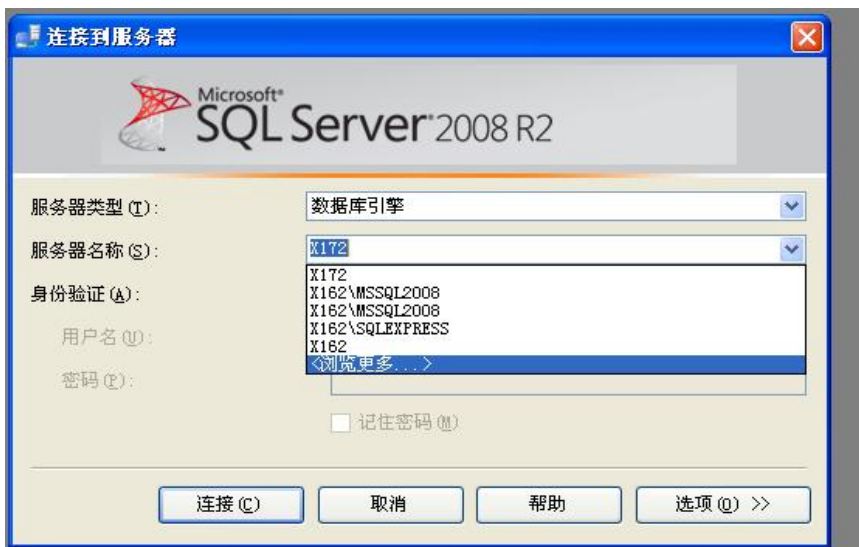 连接到服务器
Microsoft®
SQL Server® 2008 R2
服务器类型(T):
数据库引擎
服务器名称(S):
X172
X172
X162\MSSQL2008
身份验证(A):
X162\MSSQL2008
X162\SQLEXPRESS
用户名(U):
X162
<浏览更多...>
密码(P):
记住密码(M)
连接(C)
取消
帮助
选项(O) >>